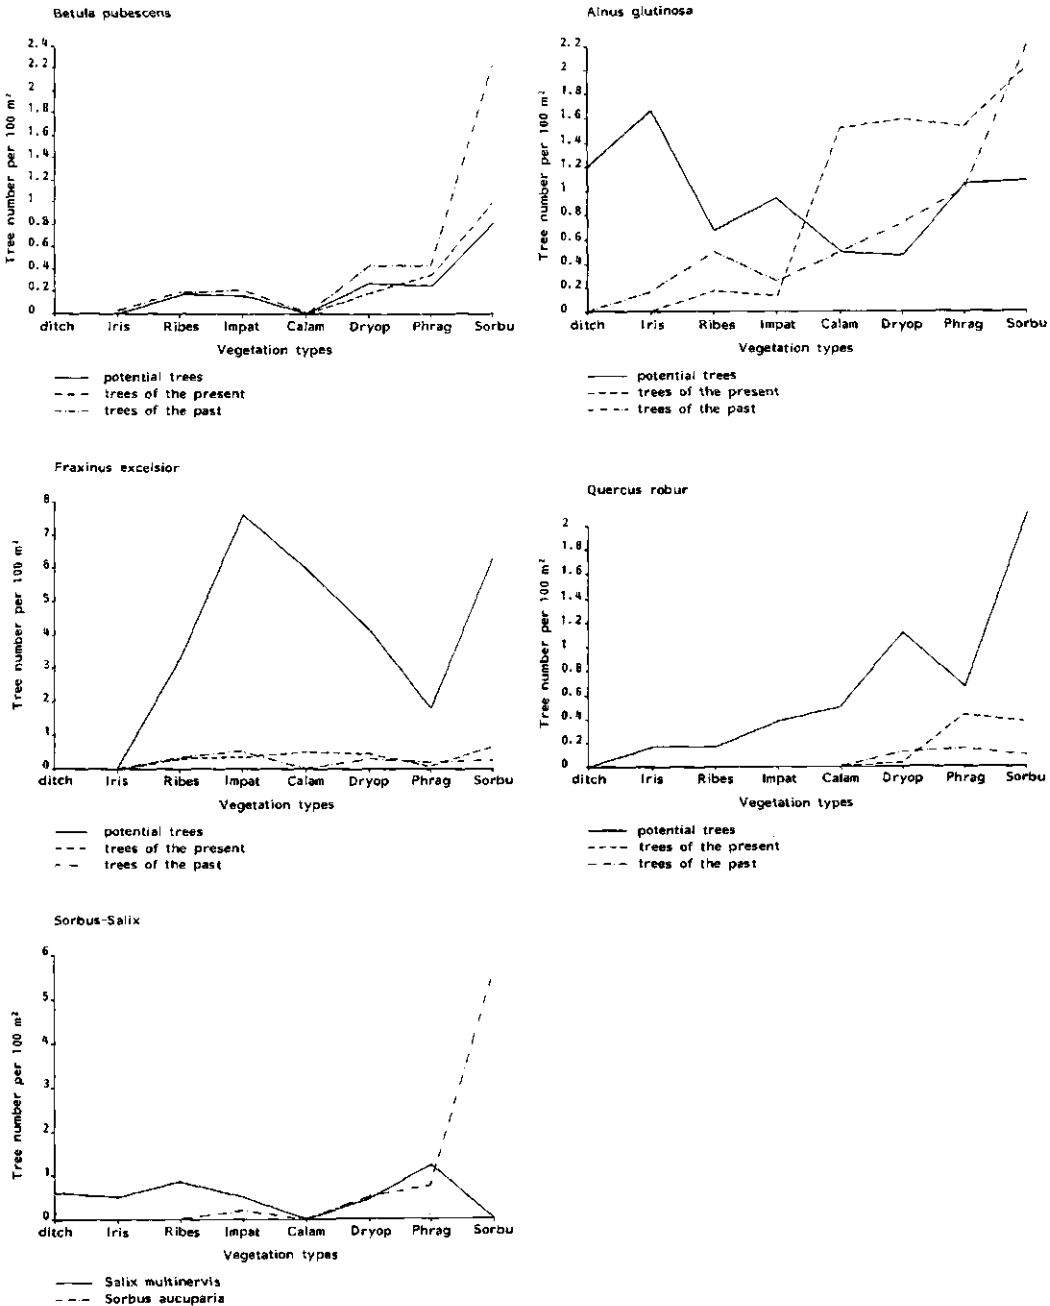 Betula pubescens
Tree number per 100 m²
2.4
2.2
2
1.8
1.6
1.4
1.2
1
0.8
0.6
0.4
0.2
0
ditch Iris Ribes Impat Calam Dryop Phrag Sorbu
Vegetation types
potential trees
trees of the present
trees of the past
Alnus glutinosa
Tree number per 100 m²
2.2
2
1.8
1.6
1.4
1.2
1
0.8
0.6
0.4
0.2
0
ditch Iris Ribes Impat Calam Dryop Phrag Sorbu
Vegetation types
potential trees
trees of the present
trees of the past
Fraxinus excelsior
Tree number per 100 m²
8
7
6
5
4
3
2
1
0
ditch Iris Ribes Impat Calam Dryop Phrag Sorbu
Vegetation types
potential trees
trees of the present
trees of the past
Quercus robur
Tree number per 100 m²
2
1.8
1.6
1.4
1.2
1
0.8
0.6
0.4
0.2
0
ditch Iris Ribes Impat Calam Dryop Phrag Sorbu
Vegetation types
potential trees
trees of the present
trees of the past
Sorbus-Salix
Tree number per 100 m²
6
5
4
3
2
1
0
ditch Iris Ribes Impat Calam Dryop Phrag Sorbu
Vegetation types
Salix multinervis
Sorbus aucuparia